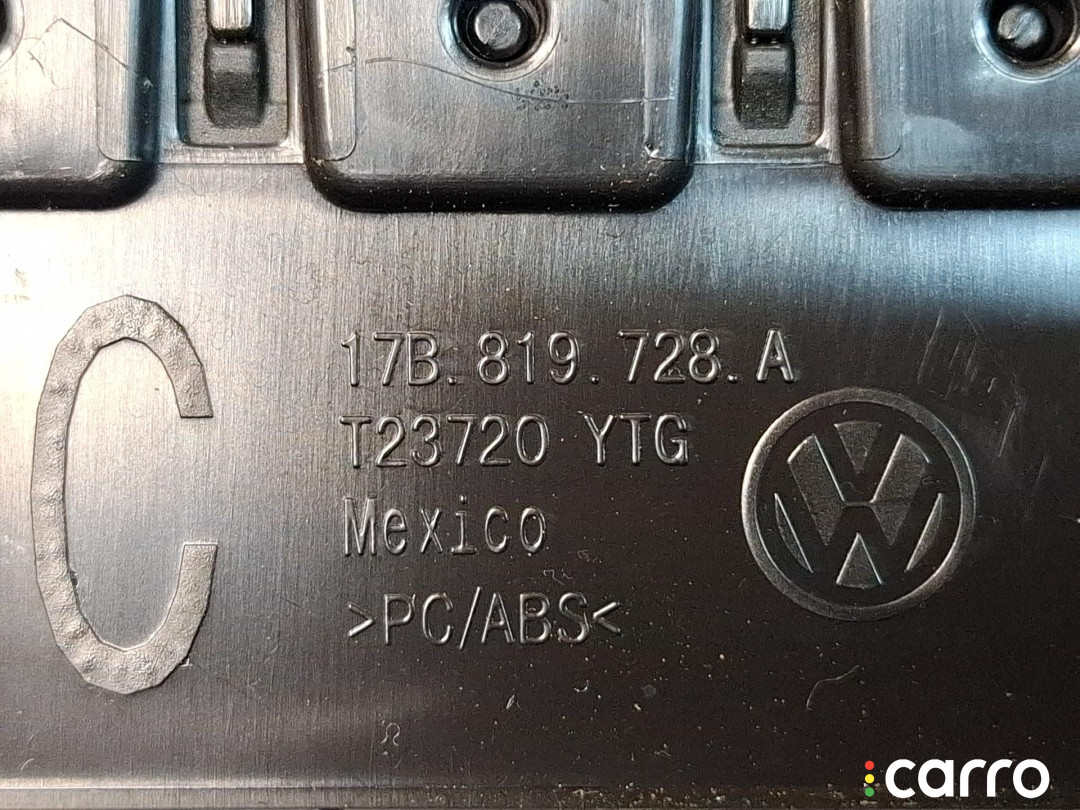 C
17B.819.728.A
T23720 YTG
Mexico
>PC/ABS<
carro